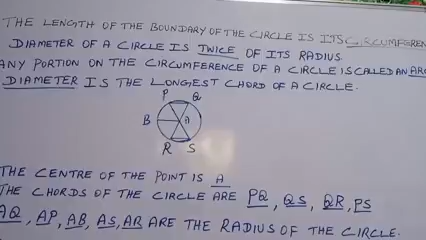 THE LENGTH OF THE BOUNDARY OF THE CIRCLE IS ITS CIRCUMFEREN
DIAMETER OF A CIRCLE IS TWICE OF ITS RADIUS.
ANY PORTION ON THE CIRCUMFERENCE OF A CIRCLE IS CALLED AN ARC
DIAMETER IS THE LONGEST CHORD OF A CIRCLE.
P Q
B A
R S
THE CENTRE OF THE POINT IS A
THE CHORDS OF THE CIRCLE ARE PQ, QS, QR, PS
AQ, AP, AB, AS, AR ARE THE RADIUS OF THE CIRCLE.